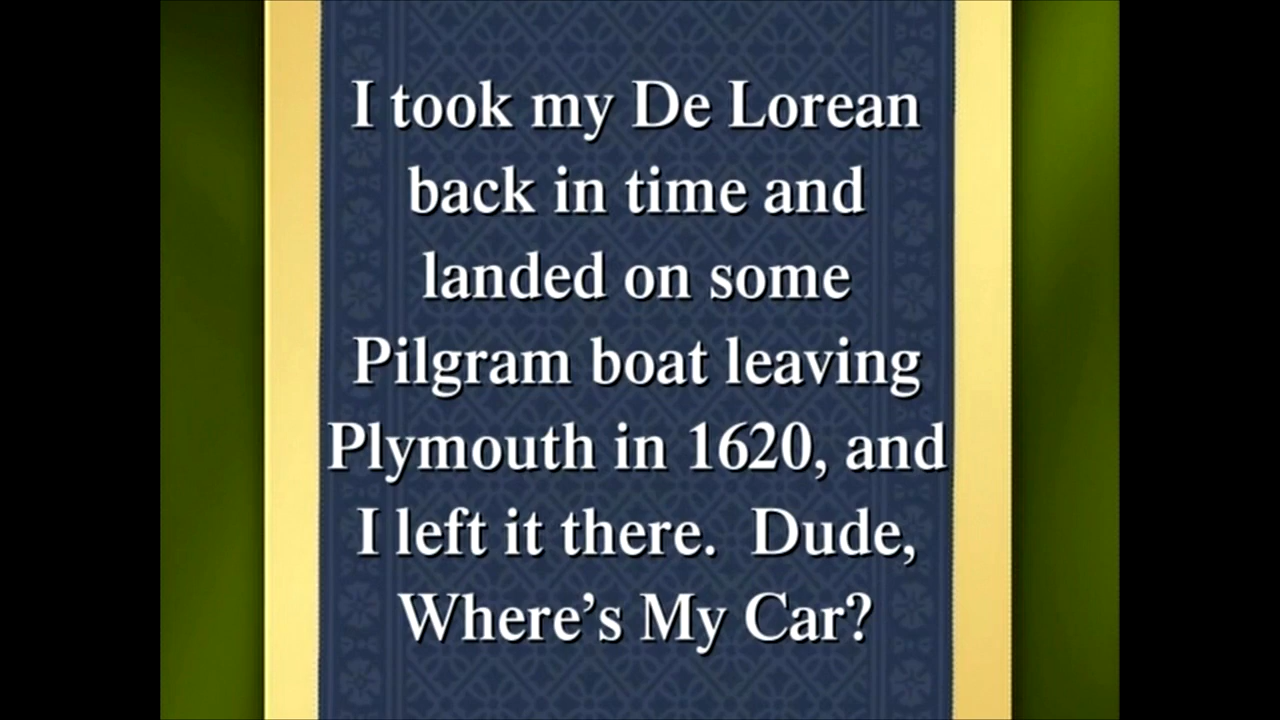 I took my De Lorean
back in time and
landed on some
Pilgram boat leaving
Plymouth in 1620, and
I left it there.  Dude,
Where’s My Car?